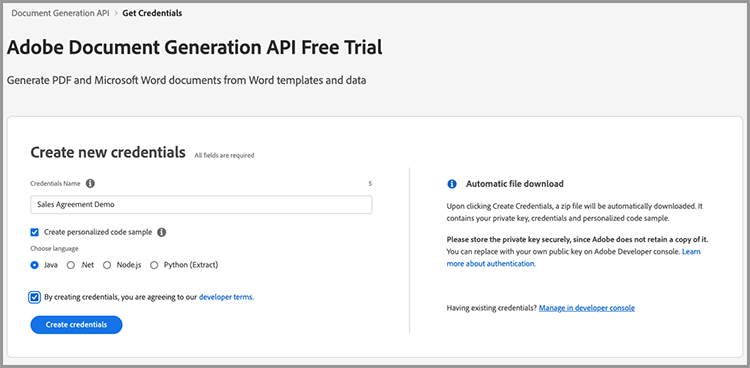 Document Generation API > Get Credentials
Adobe Document Generation API Free Trial
Generate PDF and Microsoft Word documents from Word templates and data
Create new credentials All fields are required
Credentials Name 5
Sales Agreement Demo
Create personalized code sample
Choose language
Java .Net Node.js Python (Extract)
By creating credentials, you are agreeing to our developer terms.
Create credentials
Automatic file download
Upon clicking Create Credentials, a zip file will be automatically downloaded. It
contains your private key, credentials and personalized code sample.
Please store the private key securely, since Adobe does not retain a copy of it.
You can replace with your own public key on Adobe Developer console. Learn
more about authentication.
Having existing credentials? Manage in developer console